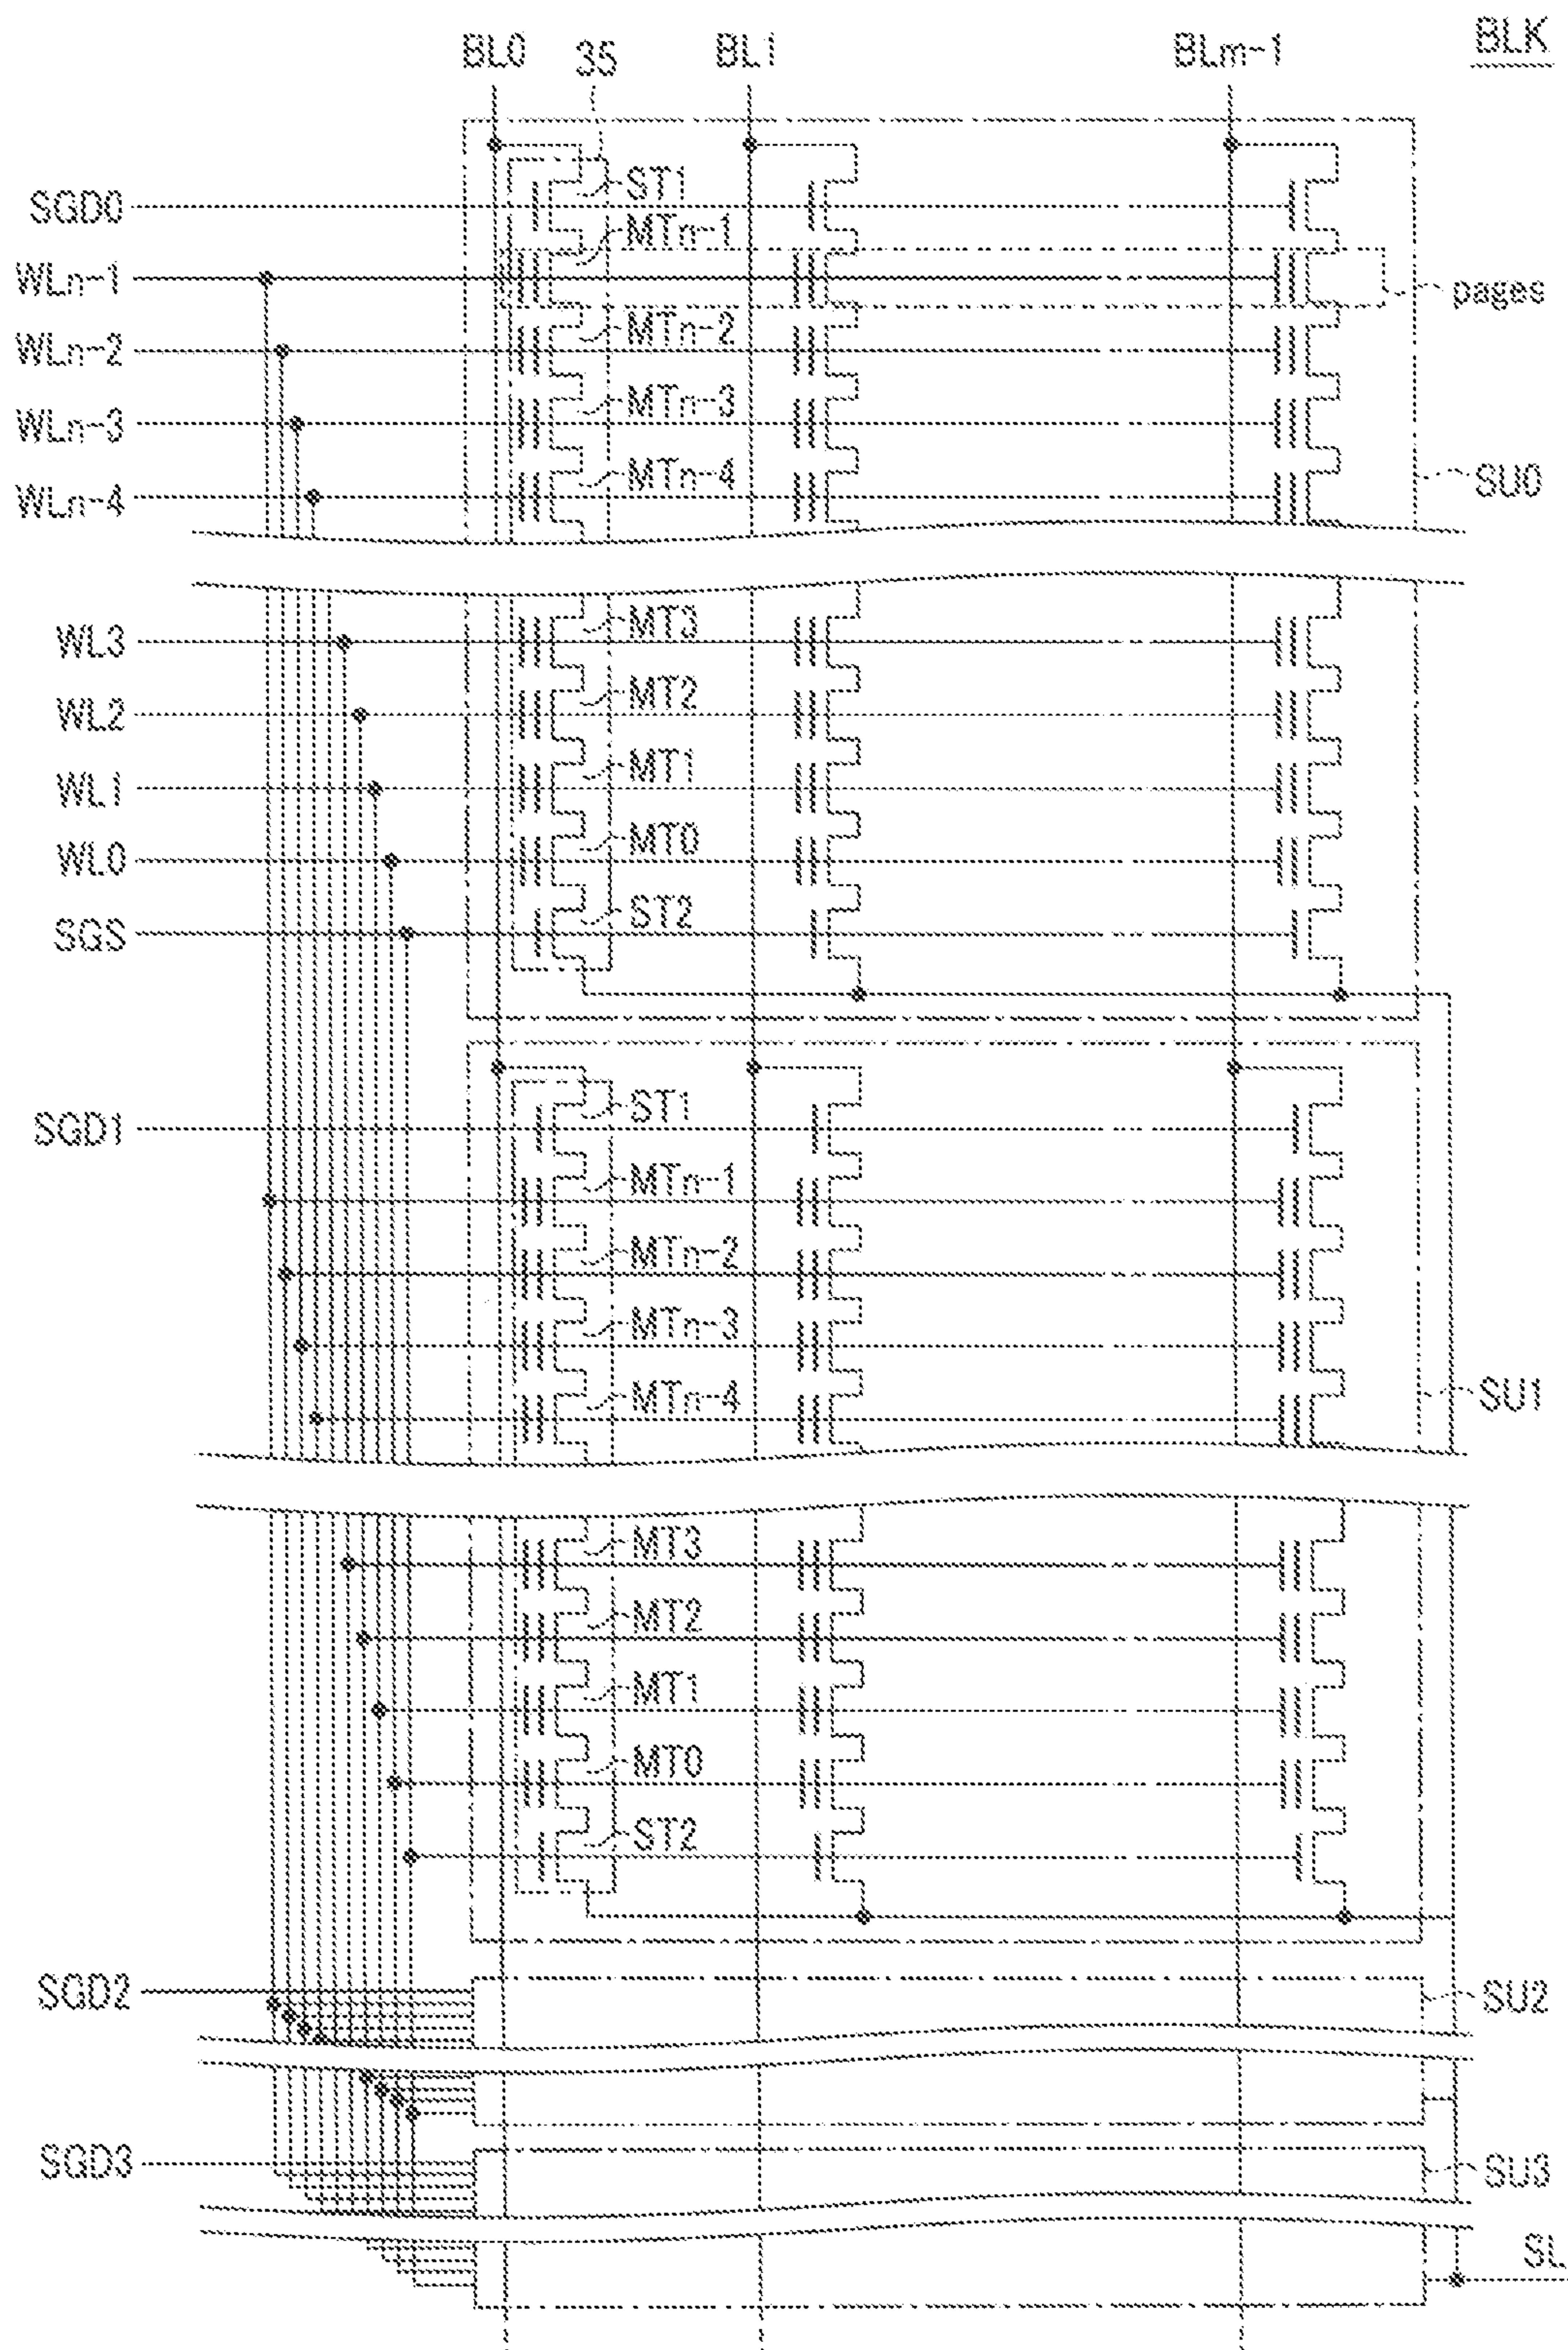 BL0 35 BL1 BLm-1 BLK
SGD0 ST1
MTn-1
WLn-1 pages
WLn-2 MTn-2
WLn-3 MTn-3
WLn-4 MTn-4 SU0
WL3 MT3
WL2 MT2
WL1 MT1
WL0 MT0
SGS ST2
SGD1 ST1
MTn-1
MTn-2
MTn-3
MTn-4 SU1
MT3
MT2
MT1
MT0
ST2
SGD2 SU2
SGD3 SU3
SL